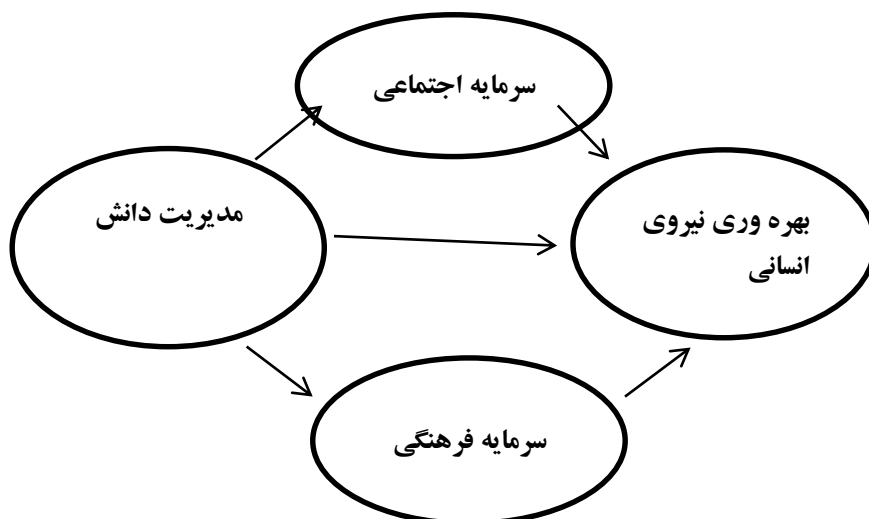 سرمایه اجتماعی
مدیریت دانش
بهره وری نیروی
انسانی
سرمایه فرهنگی